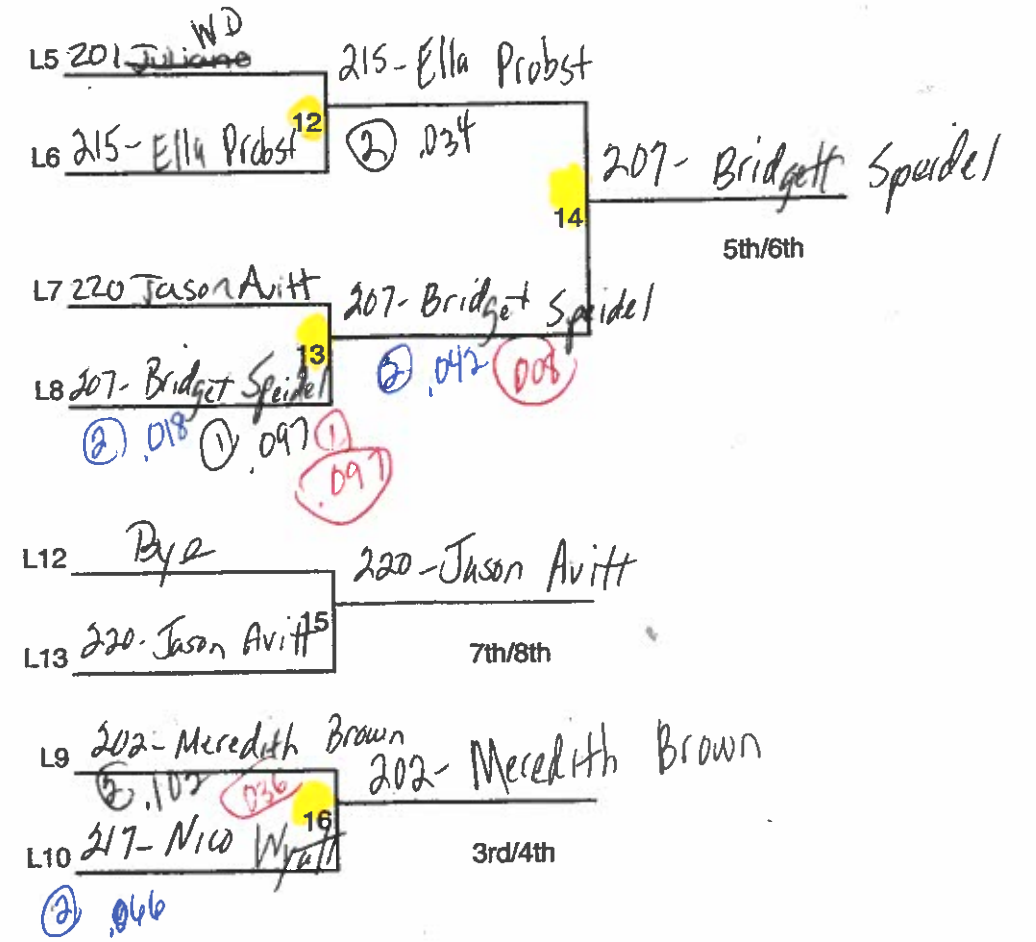 WD
L5 201 Juliane
215- Ella Probst
12
L6 215- Ella Probst
2 .034
207- Bridgett Speidel
14
5th/6th
L7 220 Jason Avitt
207- Bridget Speidel
13
L8 207- Bridget Speidel
2 .042 .008
2 .018 1 .097 1
.097
L12 Bye
220-Jason Avitt
15
L13 220- Jason Avitt
7th/8th
L9 202- Meredith Brown
202- Meredith Brown
2 .102 .036
16
L10 217- Nico Wyatt
3rd/4th
2 .066